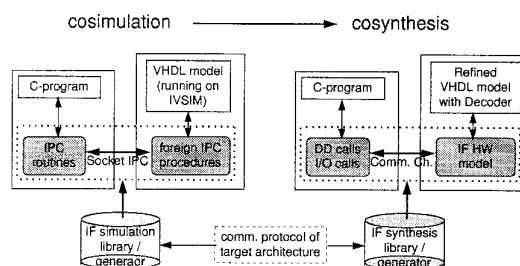 cosimulation
cosynthesis
C-program
VHDL model
(running on
IVSIM)
IPC
routines
Socket IPC
foreign IPC
procedures
C-program
Refined
VHDL model
with Decoder
DD calls
I/O calls
Comm. Ch.
IF HW
model
IF simulation
library /
generaor
comm. protocol of
target architecture
IF synthesis
library /
generator